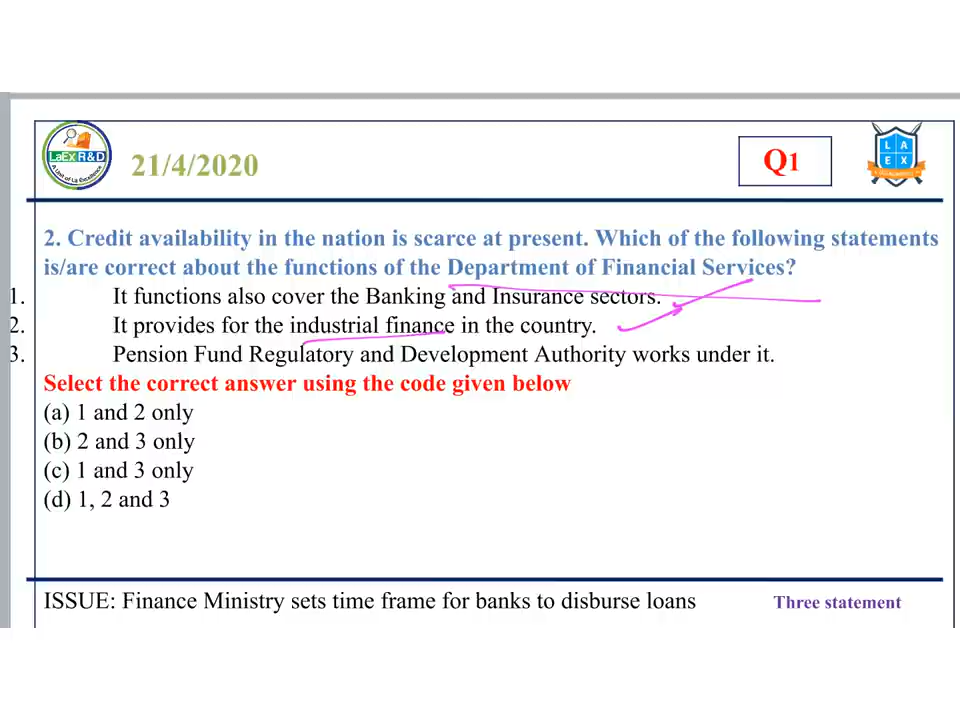 LaEx R&D
A Unit of La Excellence
21/4/2020
Q1
L A
E X
2. Credit availability in the nation is scarce at present. Which of the following statements
is/are correct about the functions of the Department of Financial Services?
1. It functions also cover the Banking and Insurance sectors.
2. It provides for the industrial finance in the country.
3. Pension Fund Regulatory and Development Authority works under it.
Select the correct answer using the code given below
(a) 1 and 2 only
(b) 2 and 3 only
(c) 1 and 3 only
(d) 1, 2 and 3
ISSUE: Finance Ministry sets time frame for banks to disburse loans
Three statement